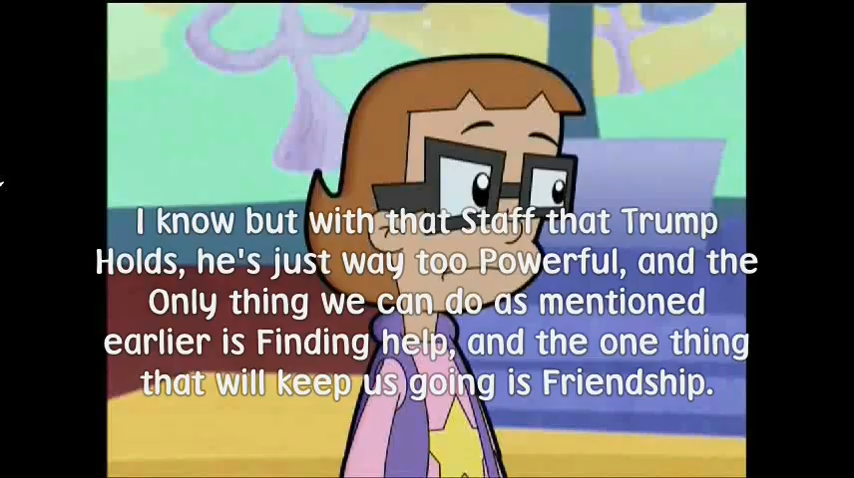 I know but with that Staff that Trump
Holds, he's just way too Powerful, and the
Only thing we can do as mentioned
earlier is Finding help, and the one thing
that will keep us going is Friendship.